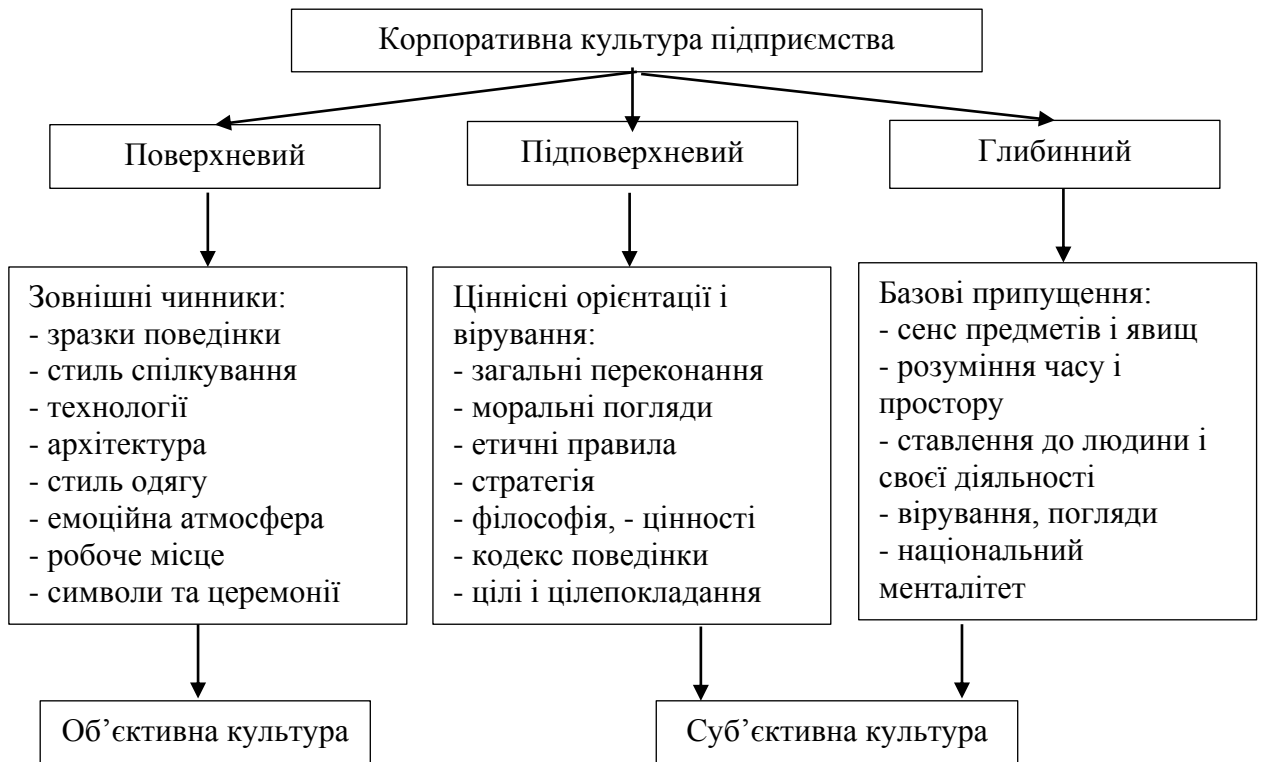 Корпоративна культура підприємства
Поверхневий
Підповерхневий
Глибинний
Зовнішні чинники:
- зразки поведінки
- стиль спілкування
- технології
- архітектура
- стиль одягу
- емоційна атмосфера
- робоче місце
- символи та церемонії
Ціннісні орієнтації і
вірування:
- загальні переконання
- моральні погляди
- етичні правила
- стратегія
- філософія, - цінності
- кодекс поведінки
- цілі і цілепокладання
Базові припущення:
- сенс предметів і явищ
- розуміння часу і
простору
- ставлення до людини і
своєї діяльності
- вірування, погляди
- національний
менталітет
Об’єктивна культура
Суб’єктивна культура